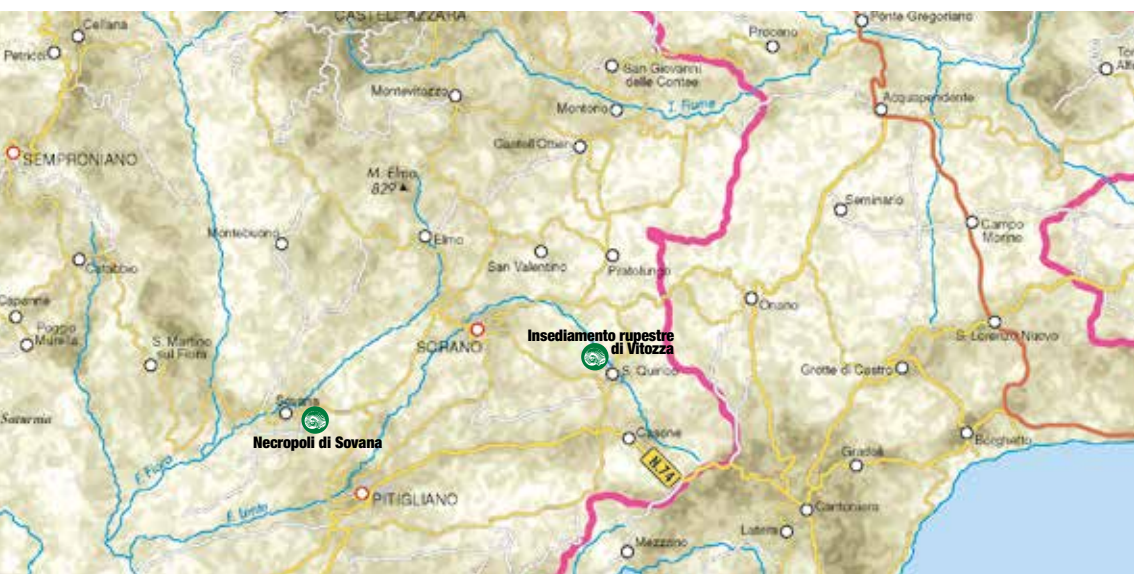 Cellana
CASTELL'AZZARA
Ponte Gregoriano
Petricci
Proceno
San Giovanni
delle Contee
Montevitozzo
Montorio
T. Fiume
Acquapendente
Castell'Ottieri
SEMPRONIANO
M. Elmo
829
Seminario
Montebuono
Elmo
Campo
Morino
San Valentino
Pratolungo
Catabbio
Capanne
Onano
Poggio
Murella
S. Martino
sul Fiora
SORANO
Insediamento rupestre
di Vitozza
S. Quirico
S. Lorenzo Nuovo
Grotte di Castro
Saturnia
Sovana
Necropoli di Sovana
Casone
Borghetto
N.74
Gradoli
F. Fiora
PITIGLIANO
F. Lente
Cantoniera
Latera
Mezzano